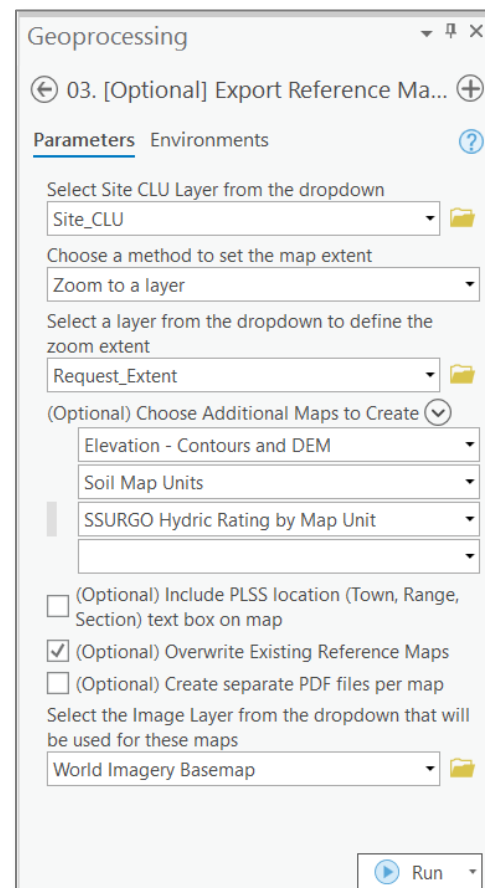 Geoprocessing
03. [Optional] Export Reference Ma...
Parameters Environments
Select Site CLU Layer from the dropdown
Site_CLU
Choose a method to set the map extent
Zoom to a layer
Select a layer from the dropdown to define the
zoom extent
Request_Extent
(Optional) Choose Additional Maps to Create
Elevation - Contours and DEM
Soil Map Units
SSURGO Hydric Rating by Map Unit
(Optional) Include PLSS location (Town, Range,
Section) text box on map
(Optional) Overwrite Existing Reference Maps
(Optional) Create separate PDF files per map
Select the Image Layer from the dropdown that will
be used for these maps
World Imagery Basemap
Run